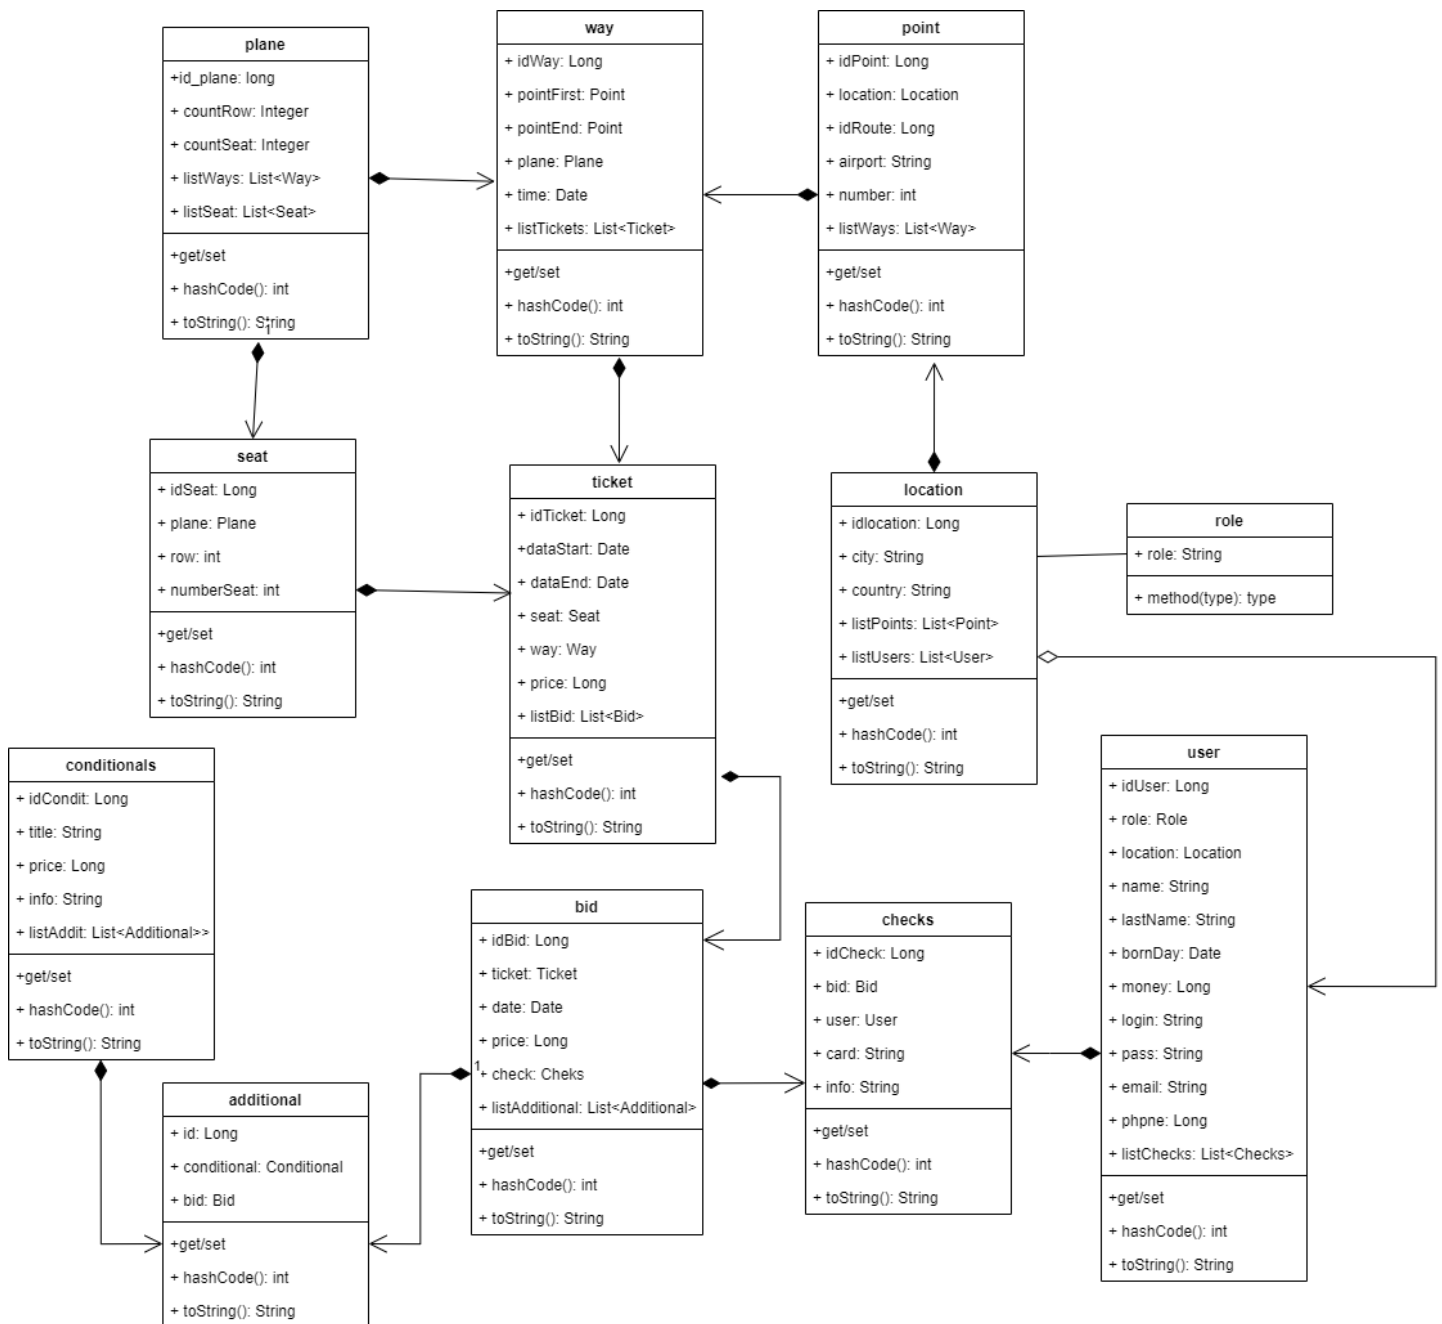 plane
+id_plane: long
+ countRow: Integer
+ countSeat: Integer
+ listWays: List<Way>
+ listSeat: List<Seat>
+get/set
+ hashCode(): int
+ toString(): String
1
way
+ idWay: Long
+ pointFirst: Point
+ pointEnd: Point
+ plane: Plane
+ time: Date
+ listTickets: List<Ticket>
+get/set
+ hashCode(): int
+ toString(): String
point
+ idPoint: Long
+ location: Location
+ idRoute: Long
+ airport: String
+ number: int
+ listWays: List<Way>
+get/set
+ hashCode(): int
+ toString(): String
seat
+ idSeat: Long
+ plane: Plane
+ row: int
+ numberSeat: int
+get/set
+ hashCode(): int
+ toString(): String
ticket
+ idTicket: Long
+dataStart: Date
+ dataEnd: Date
+ seat: Seat
+ way: Way
+ price: Long
+ listBid: List<Bid>
+get/set
+ hashCode(): int
+ toString(): String
location
+ idlocation: Long
+ city: String
+ country: String
+ listPoints: List<Point>
+ listUsers: List<User>
+get/set
+ hashCode(): int
+ toString(): String
role
+ role: String
+ method(type): type
conditionals
+ idCondit: Long
+ title: String
+ price: Long
+ info: String
+ listAddit: List<Additional>>
+get/set
+ hashCode(): int
+ toString(): String
user
+ idUser: Long
+ role: Role
+ location: Location
+ name: String
+ lastName: String
+ bornDay: Date
+ money: Long
+ login: String
+ pass: String
+ email: String
+ phpne: Long
+ listChecks: List<Checks>
+get/set
+ hashCode(): int
+ toString(): String
bid
+ idBid: Long
+ ticket: Ticket
+ date: Date
+ price: Long
1
+ check: Cheks
+ listAdditional: List<Additional>
+get/set
+ hashCode(): int
+ toString(): String
checks
+ idCheck: Long
+ bid: Bid
+ user: User
+ card: String
+ info: String
+get/set
+ hashCode(): int
+ toString(): String
additional
+ id: Long
+ conditional: Conditional
+ bid: Bid
+get/set
+ hashCode(): int
+ toString(): String